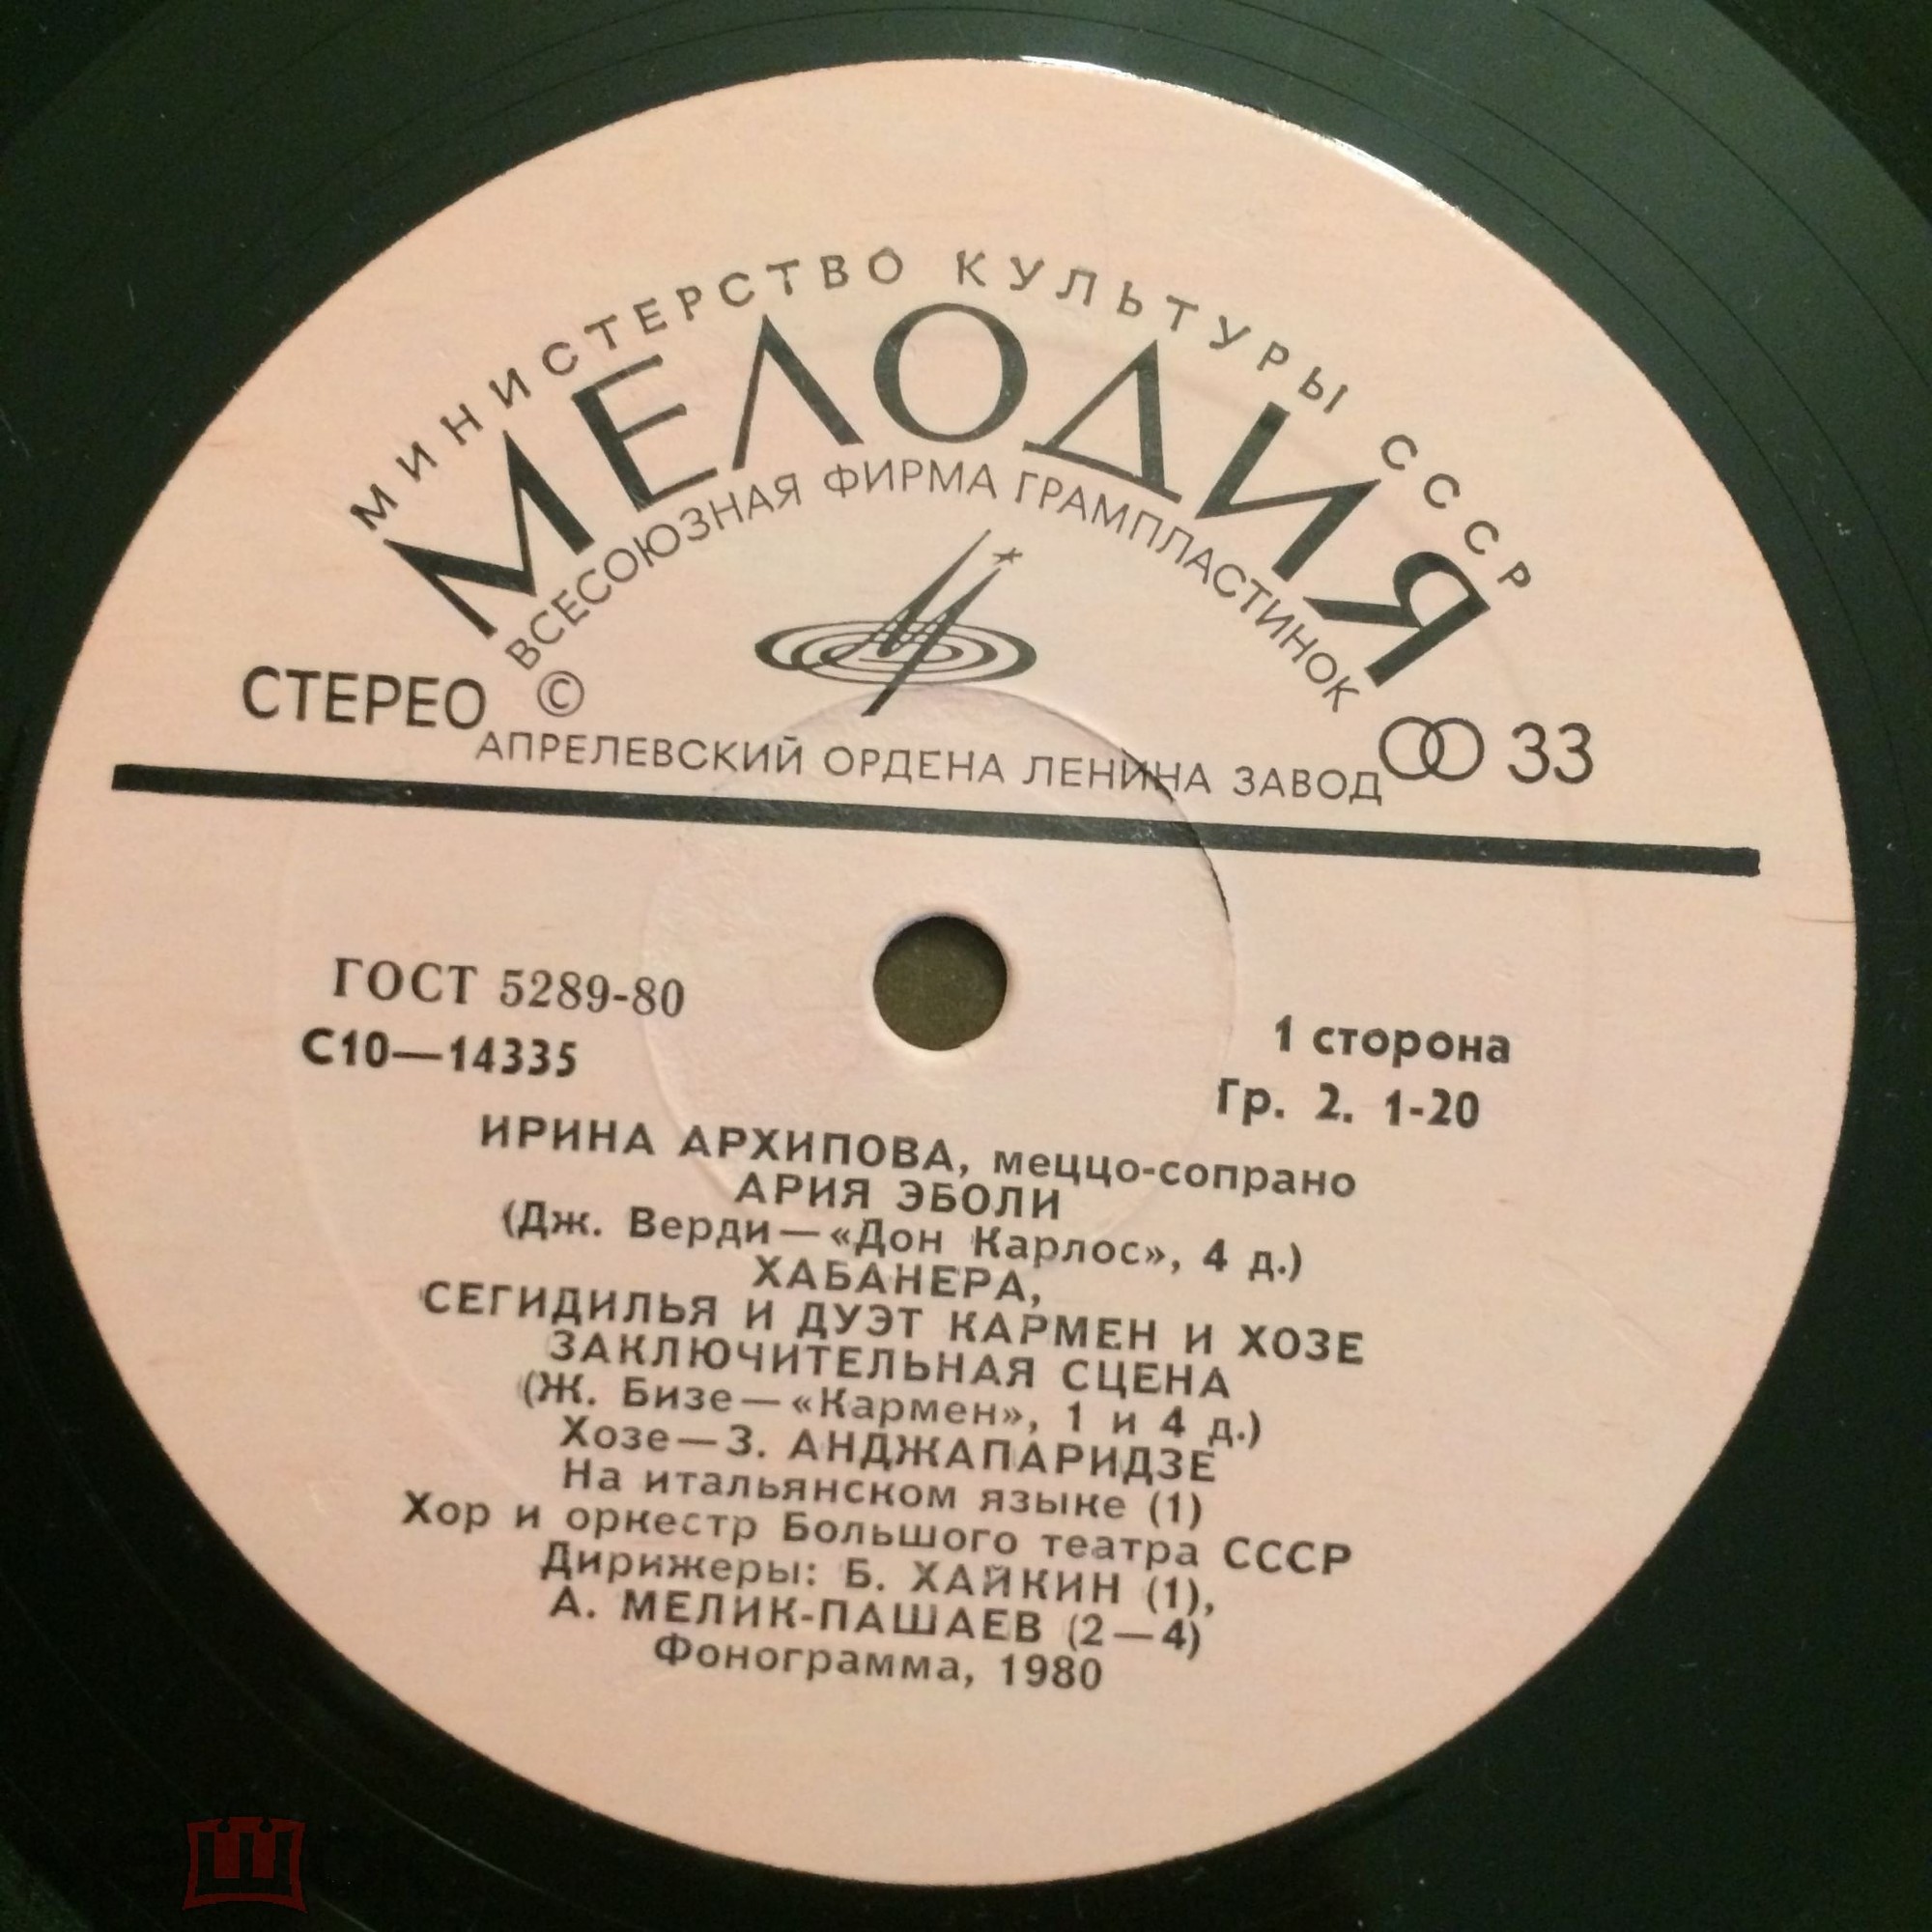 МИНИСТЕРСТВО КУЛЬТУРЫ СССР
МЕЛОДИЯ
ВСЕСОЮЗНАЯ ФИРМА ГРАМПЛАСТИНОК
СТЕРЕО © 33
АПРЕЛЕВСКИЙ ОРДЕНА ЛЕНИНА ЗАВОД
ГОСТ 5289-80
С10—14335
1 сторона
Гр. 2. 1-20
ИРИНА АРХИПОВА, меццо-сопрано
АРИЯ ЭБОЛИ
(Дж. Верди—«Дон Карлос», 4 д.)
ХАБАНЕРА,
СЕГИДИЛЬЯ И ДУЭТ КАРМЕН И ХОЗЕ
ЗАКЛЮЧИТЕЛЬНАЯ СЦЕНА
(Ж. Бизе—«Кармен», 1 и 4 д.)
Хозе—З. АНДЖАПАРИДЗЕ
На итальянском языке (1)
Хор и оркестр Большого театра СССР
Дирижеры: Б. ХАЙКИН (1),
А. МЕЛИК-ПАШАЕВ (2—4)
Фонограмма, 1980